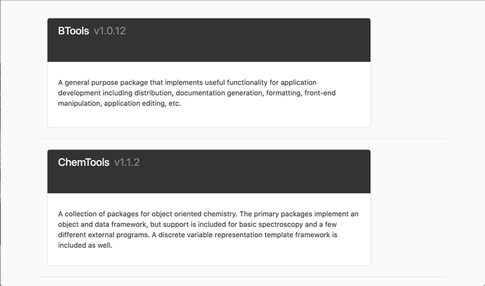 BTools v1.0.12
A general purpose package that implements useful functionality for application
development including distribution, documentation generation, formatting, front-end
manipulation, application editing, etc.
ChemTools v1.1.2
A collection of packages for object oriented chemistry. The primary packages implement an
object and data framework, but support is included for basic spectroscopy and a few
different external programs. A discrete variable representation template framework is
included as well.